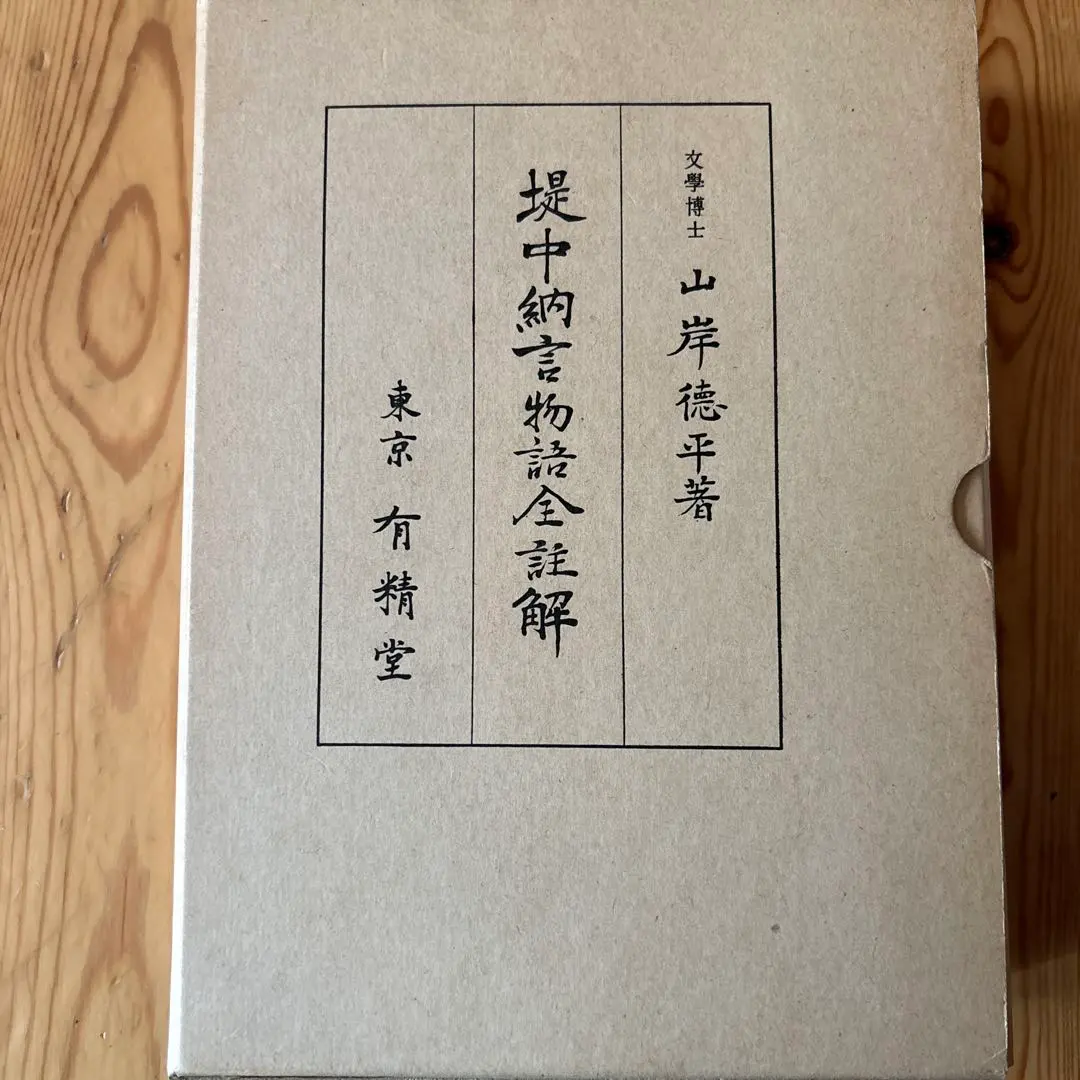 文學博士 山岸德平著
堤中納言物語全註解
東京 有精堂